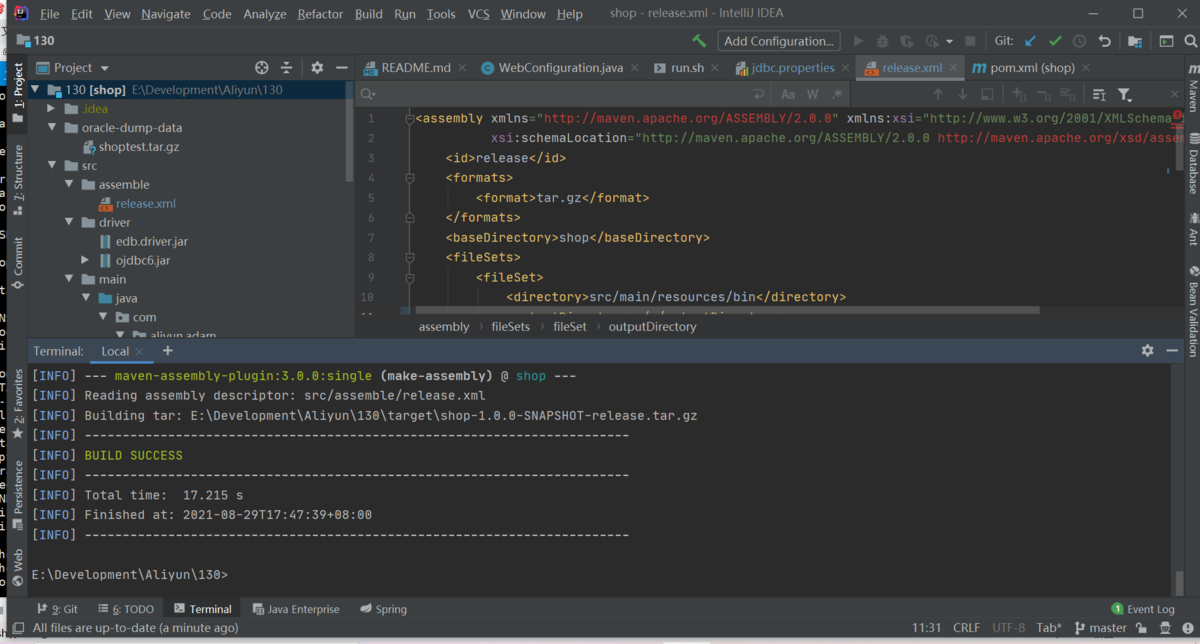 File Edit View Navigate Code Analyze Refactor Build Run Tools VCS Window Help shop - release.xml - IntelliJ IDEA
130 Add Configuration... Git:
Project README.md WebConfiguration.java run.sh jdbc.properties release.xml pom.xml (shop)
130 [shop] E:\Development\Aliyun\130
.idea
oracle-dump-data
shoptest.tar.gz
src
assemble
release.xml
driver
edb.driver.jar
ojdbc6.jar
main
java
com
aliyun.adam
Aa W .*
1 <assembly xmlns="http://maven.apache.org/ASSEMBLY/2.0.0" xmlns:xsi="http://www.w3.org/2001/XMLSchema
2 xsi:schemaLocation="http://maven.apache.org/ASSEMBLY/2.0.0 http://maven.apache.org/xsd/asse
3 <id>release</id>
4 <formats>
5 <format>tar.gz</format>
6 </formats>
7 <baseDirectory>shop</baseDirectory>
8 <fileSets>
9 <fileSet>
10 <directory>src/main/resources/bin</directory>
assembly fileSets fileSet outputDirectory
1: Project
7: Structure
Commit
2: Favorites
Persistence
Web
Maven
Database
Ant
Bean Validation
Terminal: Local
[INFO] --- maven-assembly-plugin:3.0.0:single (make-assembly) @ shop ---
[INFO] Reading assembly descriptor: src/assemble/release.xml
[INFO] Building tar: E:\Development\Aliyun\130\target\shop-1.0.0-SNAPSHOT-release.tar.gz
[INFO] ------------------------------------------------------------------------
[INFO] BUILD SUCCESS
[INFO] ------------------------------------------------------------------------
[INFO] Total time:  17.215 s
[INFO] Finished at: 2021-08-29T17:47:39+08:00
[INFO] ------------------------------------------------------------------------
E:\Development\Aliyun\130>
9: Git 6: TODO Terminal Java Enterprise Spring 1 Event Log
All files are up-to-date (a minute ago) 11:31 CRLF UTF-8 Tab* master